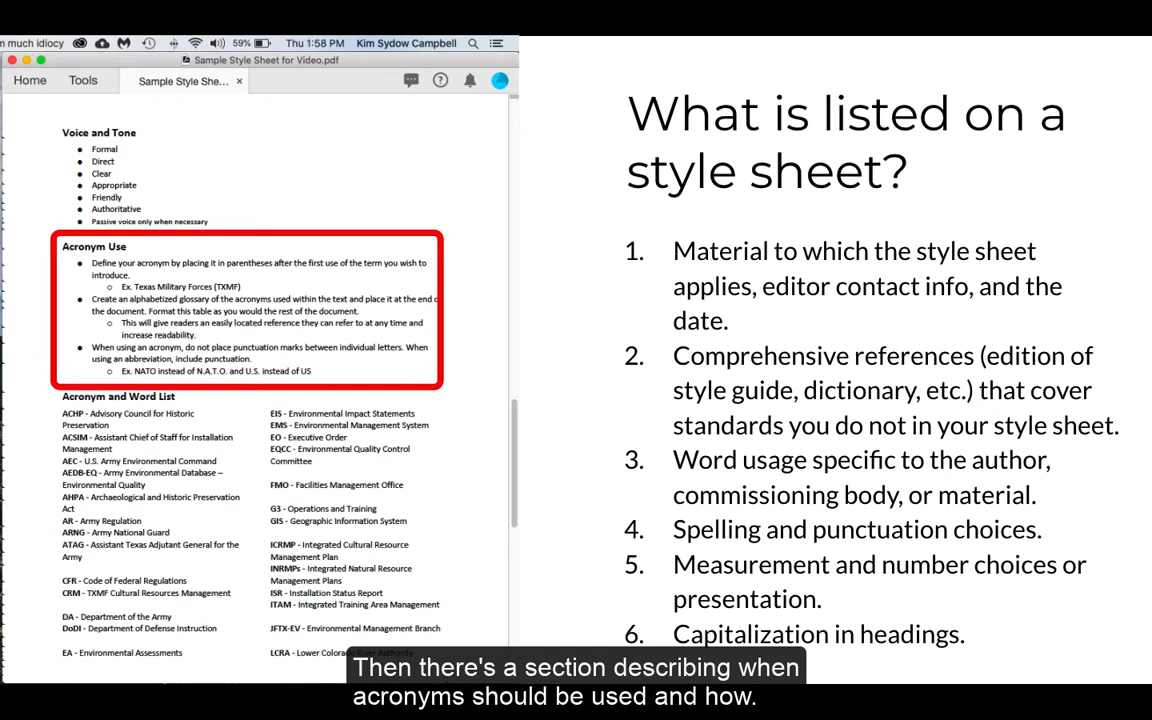 m much idiocy 59% Thu 1:58 PM Kim Sydow Campbell
Sample Style Sheet for Video.pdf
Home Tools Sample Style She... ×
Voice and Tone
● Formal
● Direct
● Clear
● Appropriate
● Friendly
● Authoritative
● Passive voice only when necessary
Acronym Use
● Define your acronym by placing it in parentheses after the first use of the term you wish to
introduce.
○ Ex. Texas Military Forces (TXMF)
● Create an alphabetized glossary of the acronyms used within the text and place it at the end o
the document. Format this table as you would the rest of the document.
○ This will give readers an easily located reference they can refer to at any time and
increase readability.
● When using an acronym, do not place punctuation marks between individual letters. When
using an abbreviation, include punctuation.
○ Ex. NATO instead of N.A.T.O. and U.S. instead of US
Acronym and Word List
ACHP - Advisory Council for Historic
Preservation
ACSIM - Assistant Chief of Staff for Installation
Management
AEC - U.S. Army Environmental Command
AEDB-EQ - Army Environmental Database –
Environmental Quality
AHPA - Archaeological and Historic Preservation
Act
AR - Army Regulation
ARNG - Army National Guard
ATAG - Assistant Texas Adjutant General for the
Army
CFR - Code of Federal Regulations
CRM - TXMF Cultural Resources Management
DA - Department of the Army
DoDI - Department of Defense Instruction
EA - Environmental Assessments
EIS - Environmental Impact Statements
EMS - Environmental Management System
EO - Executive Order
EQCC - Environmental Quality Control
Committee
FMO - Facilities Management Office
G3 - Operations and Training
GIS - Geographic Information System
ICRMP - Integrated Cultural Resource
Management Plan
INRMPs - Integrated Natural Resource
Management Plans
ISR - Installation Status Report
ITAM - Integrated Training Area Management
JFTX-EV - Environmental Management Branch
LCRA - Lower Colorado River Authority
What is listed on a
style sheet?
1. Material to which the style sheet
applies, editor contact info, and the
date.
2. Comprehensive references (edition of
style guide, dictionary, etc.) that cover
standards you do not in your style sheet.
3. Word usage specific to the author,
commissioning body, or material.
4. Spelling and punctuation choices.
5. Measurement and number choices or
presentation.
6. Capitalization in headings.
Then there's a section describing when
acronyms should be used and how.